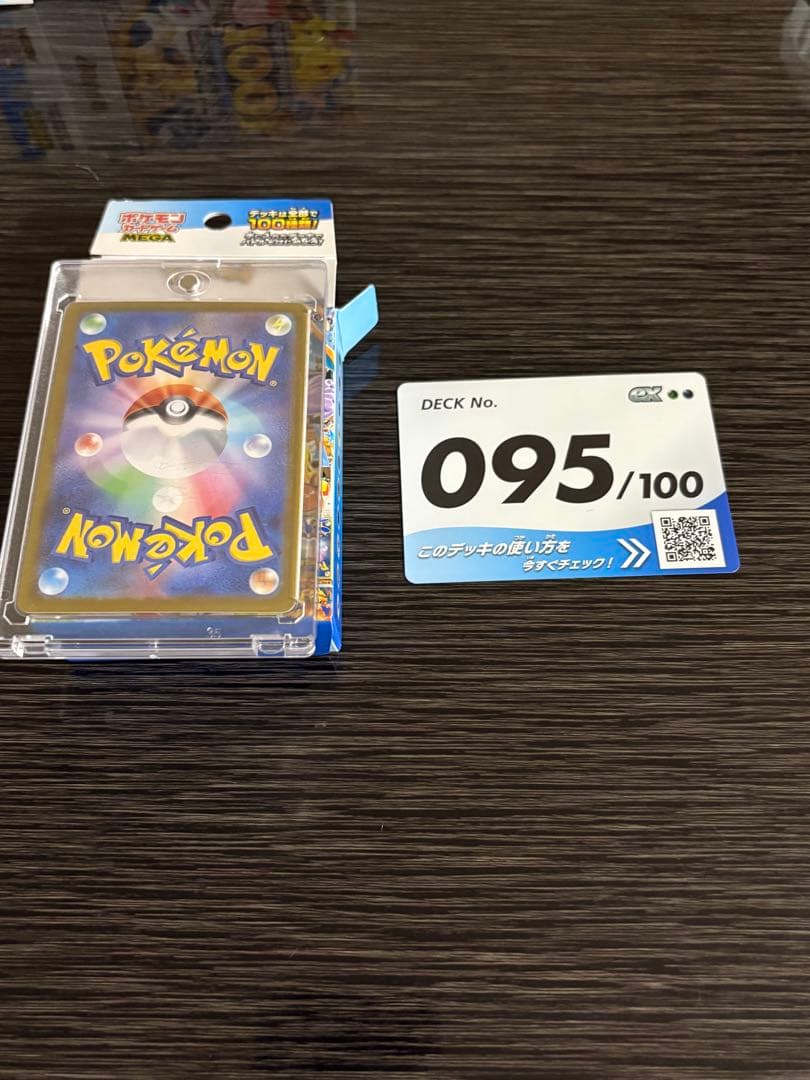 ポケモン
カードゲーム
MEGA
デッキは全部で
100種類!
POKÉMON
®
POKÉMON
®
DECK No.
ex
095/100
このデッキの使い方を
今すぐチェック!